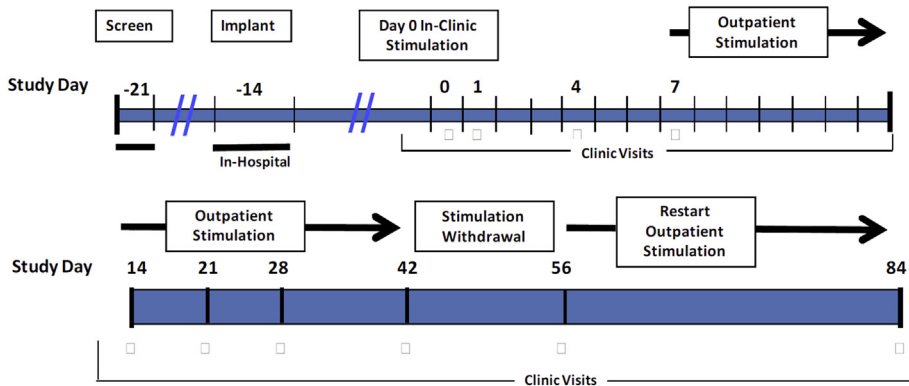 Screen
Implant
Day 0 In-Clinic
Stimulation
Outpatient
Stimulation
Study Day
-21
-14
0
1
4
7
In-Hospital
Clinic Visits
Outpatient
Stimulation
Stimulation
Withdrawal
Restart
Outpatient
Stimulation
Study Day
14
21
28
42
56
84
Clinic Visits